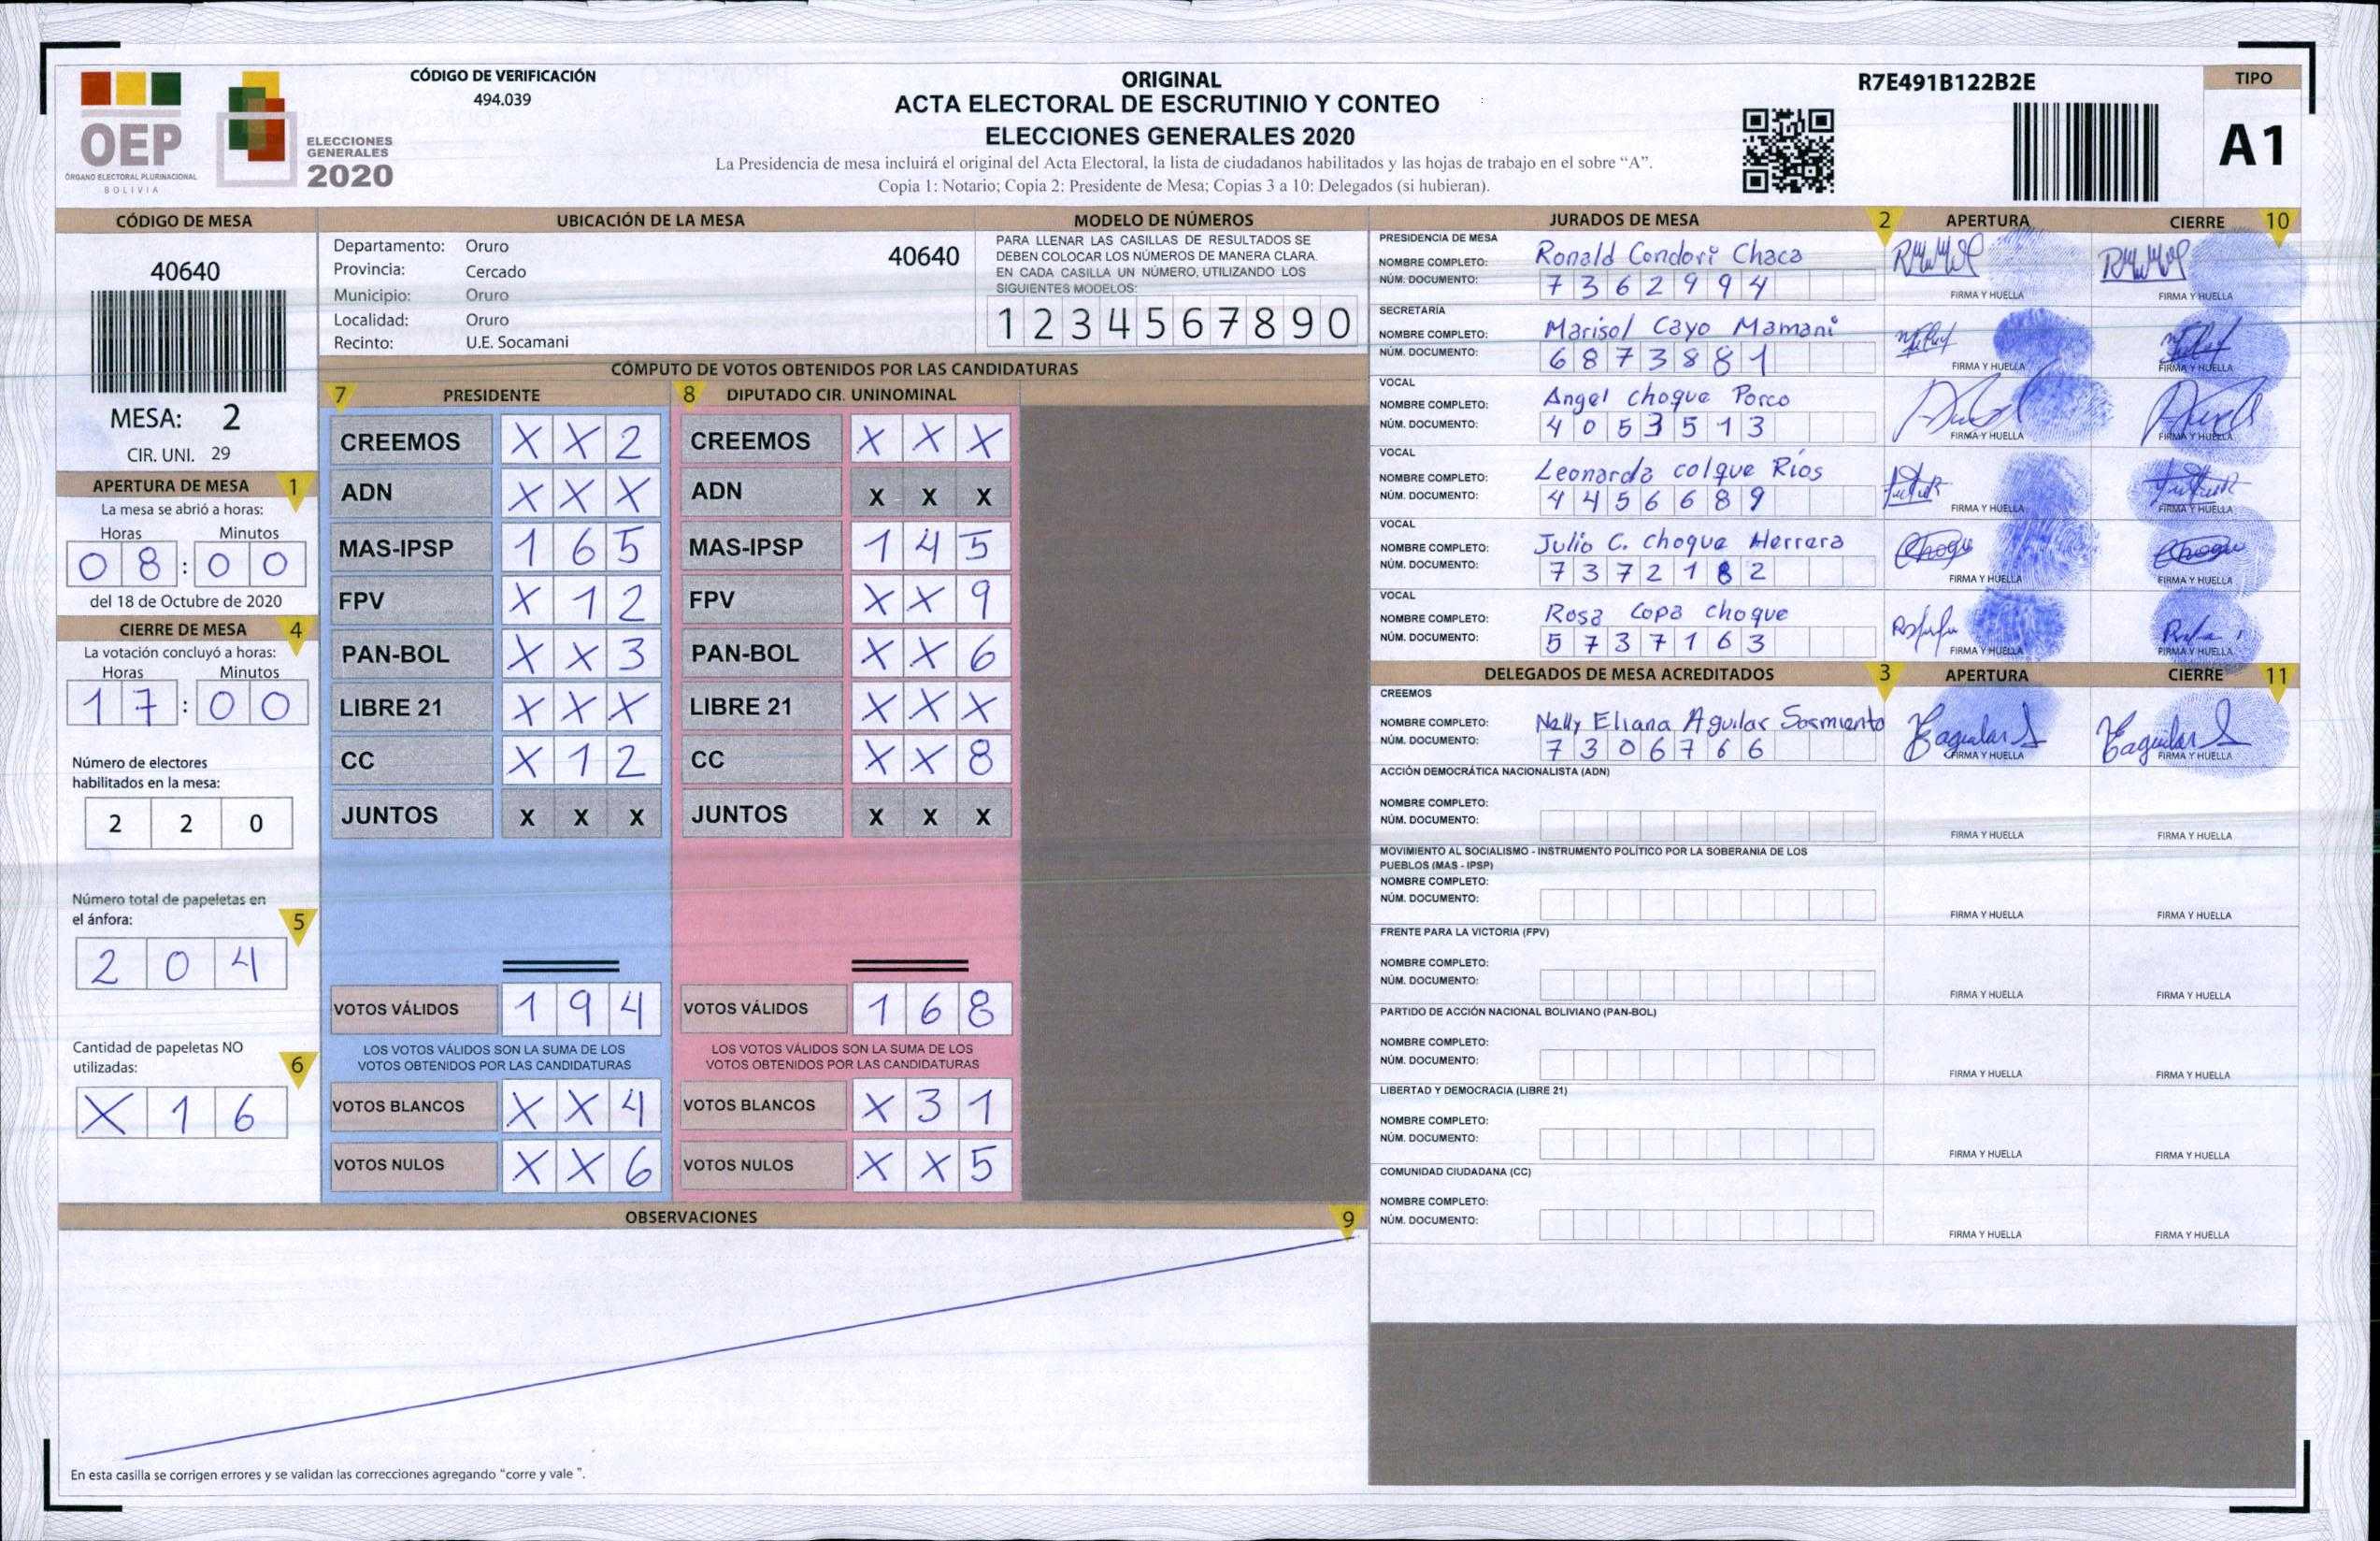 CÓDIGO DE VERIFICACIÓN
494.039
OEP
ÓRGANO ELECTORAL PLURINACIONAL
BOLIVIA
ELECCIONES
GENERALES
2020
ORIGINAL
ACTA ELECTORAL DE ESCRUTINIO Y CONTEO
ELECCIONES GENERALES 2020
La Presidencia de mesa incluirá el original del Acta Electoral, la lista de ciudadanos habilitados y las hojas de trabajo en el sobre “A”.
Copia 1: Notario; Copia 2: Presidente de Mesa; Copias 3 a 10: Delegados (si hubieran).
R7E491B122B2E
TIPO
A1
CÓDIGO DE MESA
40640
MESA: 2
CIR. UNI. 29
APERTURA DE MESA 1
La mesa se abrió a horas:
Horas Minutos
0 8 : 0 0
del 18 de Octubre de 2020
CIERRE DE MESA 4
La votación concluyó a horas:
Horas Minutos
1 7 : 0 0
Número de electores
habilitados en la mesa:
2 2 0
Número total de papeletas en
el ánfora: 5
2 0 4
Cantidad de papeletas NO
utilizadas: 6
X 1 6
UBICACIÓN DE LA MESA
Departamento: Oruro 40640
Provincia: Cercado
Municipio: Oruro
Localidad: Oruro
Recinto: U.E. Socamani
MODELO DE NÚMEROS
PARA LLENAR LAS CASILLAS DE RESULTADOS SE
DEBEN COLOCAR LOS NÚMEROS DE MANERA CLARA.
EN CADA CASILLA UN NÚMERO, UTILIZANDO LOS
SIGUIENTES MODELOS:
1 2 3 4 5 6 7 8 9 0
CÓMPUTO DE VOTOS OBTENIDOS POR LAS CANDIDATURAS
7 PRESIDENTE 8 DIPUTADO CIR. UNINOMINAL
CREEMOS X X 2 CREEMOS X X X
ADN X X X ADN X X X
MAS-IPSP 1 6 5 MAS-IPSP 1 4 5
FPV X 1 2 FPV X X 9
PAN-BOL X X 3 PAN-BOL X X 6
LIBRE 21 X X X LIBRE 21 X X X
CC X 1 2 CC X X 8
JUNTOS X X X JUNTOS X X X
VOTOS VÁLIDOS 1 9 4 VOTOS VÁLIDOS 1 6 8
LOS VOTOS VÁLIDOS SON LA SUMA DE LOS LOS VOTOS VÁLIDOS SON LA SUMA DE LOS
VOTOS OBTENIDOS POR LAS CANDIDATURAS VOTOS OBTENIDOS POR LAS CANDIDATURAS
VOTOS BLANCOS X X 4 VOTOS BLANCOS X 3 1
VOTOS NULOS X X 6 VOTOS NULOS X X 5
OBSERVACIONES 9
En esta casilla se corrigen errores y se validan las correcciones agregando “corre y vale ”.
JURADOS DE MESA 2 APERTURA CIERRE 10
PRESIDENCIA DE MESA
NOMBRE COMPLETO: Ronald Condori Chaca
NÚM. DOCUMENTO: 7 3 6 2 9 9 4
FIRMA Y HUELLA FIRMA Y HUELLA
SECRETARÍA
NOMBRE COMPLETO: Marisol Cayo Mamani
NÚM. DOCUMENTO: 6 8 7 3 8 8 1
FIRMA Y HUELLA FIRMA Y HUELLA
VOCAL
NOMBRE COMPLETO: Angel choque Porco
NÚM. DOCUMENTO: 4 0 5 3 5 1 3
FIRMA Y HUELLA FIRMA Y HUELLA
VOCAL
NOMBRE COMPLETO: Leonarda colque Ríos
NÚM. DOCUMENTO: 4 4 5 6 6 8 9
FIRMA Y HUELLA FIRMA Y HUELLA
VOCAL
NOMBRE COMPLETO: Julio C. choque Herrera
NÚM. DOCUMENTO: 7 3 7 2 1 8 2
FIRMA Y HUELLA FIRMA Y HUELLA
VOCAL
NOMBRE COMPLETO: Rosa Copa choque
NÚM. DOCUMENTO: 5 7 3 7 1 6 3
FIRMA Y HUELLA FIRMA Y HUELLA
DELEGADOS DE MESA ACREDITADOS 3 APERTURA CIERRE 11
CREEMOS
NOMBRE COMPLETO: Nelly Eliana Aguilar Sarmiento
NÚM. DOCUMENTO: 7 3 0 6 7 6 6
FIRMA Y HUELLA FIRMA Y HUELLA
ACCIÓN DEMOCRÁTICA NACIONALISTA (ADN)
NOMBRE COMPLETO:
NÚM. DOCUMENTO:
FIRMA Y HUELLA FIRMA Y HUELLA
MOVIMIENTO AL SOCIALISMO - INSTRUMENTO POLÍTICO POR LA SOBERANIA DE LOS
PUEBLOS (MAS - IPSP)
NOMBRE COMPLETO:
NÚM. DOCUMENTO:
FIRMA Y HUELLA FIRMA Y HUELLA
FRENTE PARA LA VICTORIA (FPV)
NOMBRE COMPLETO:
NÚM. DOCUMENTO:
FIRMA Y HUELLA FIRMA Y HUELLA
PARTIDO DE ACCIÓN NACIONAL BOLIVIANO (PAN-BOL)
NOMBRE COMPLETO:
NÚM. DOCUMENTO:
FIRMA Y HUELLA FIRMA Y HUELLA
LIBERTAD Y DEMOCRACIA (LIBRE 21)
NOMBRE COMPLETO:
NÚM. DOCUMENTO:
FIRMA Y HUELLA FIRMA Y HUELLA
COMUNIDAD CIUDADANA (CC)
NOMBRE COMPLETO:
NÚM. DOCUMENTO:
FIRMA Y HUELLA FIRMA Y HUELLA